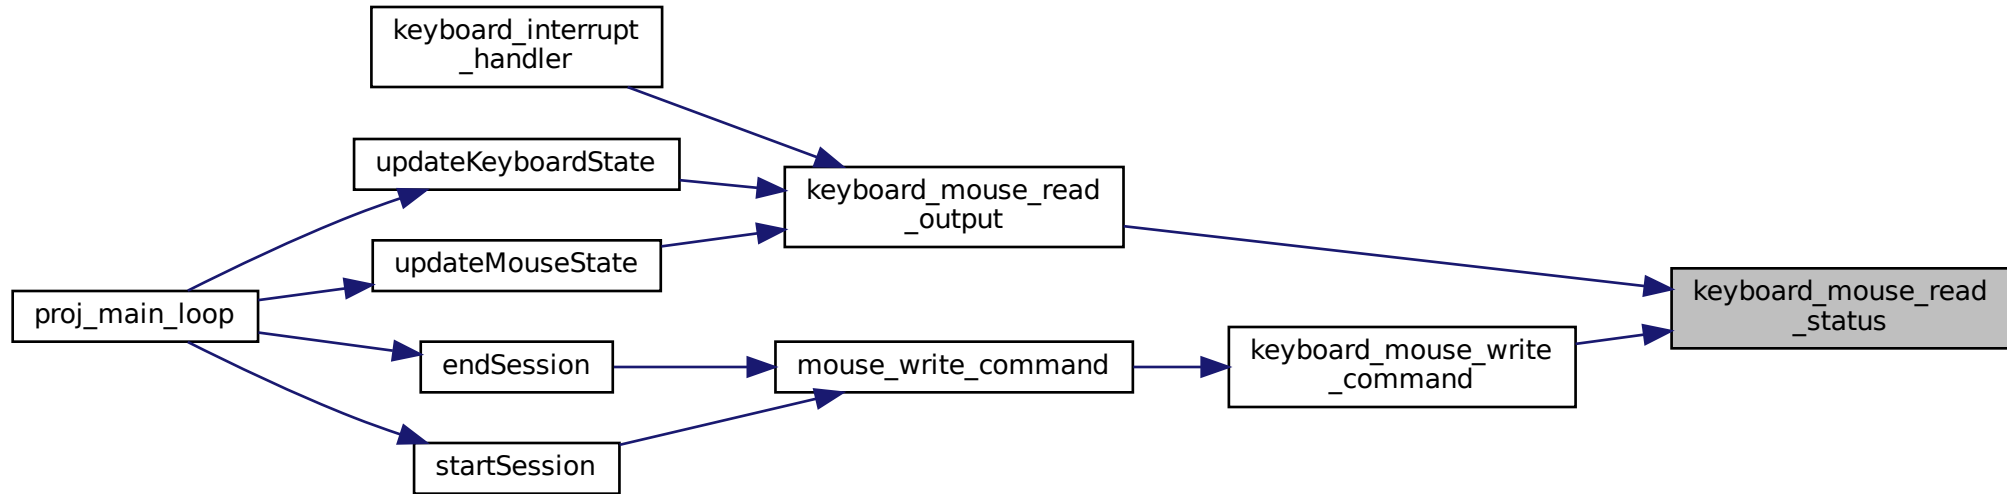 keyboard_interrupt
_handler
updateKeyboardState
updateMouseState
proj_main_loop
endSession
startSession
keyboard_mouse_read
_output
mouse_write_command
keyboard_mouse_write
_command
keyboard_mouse_read
_status